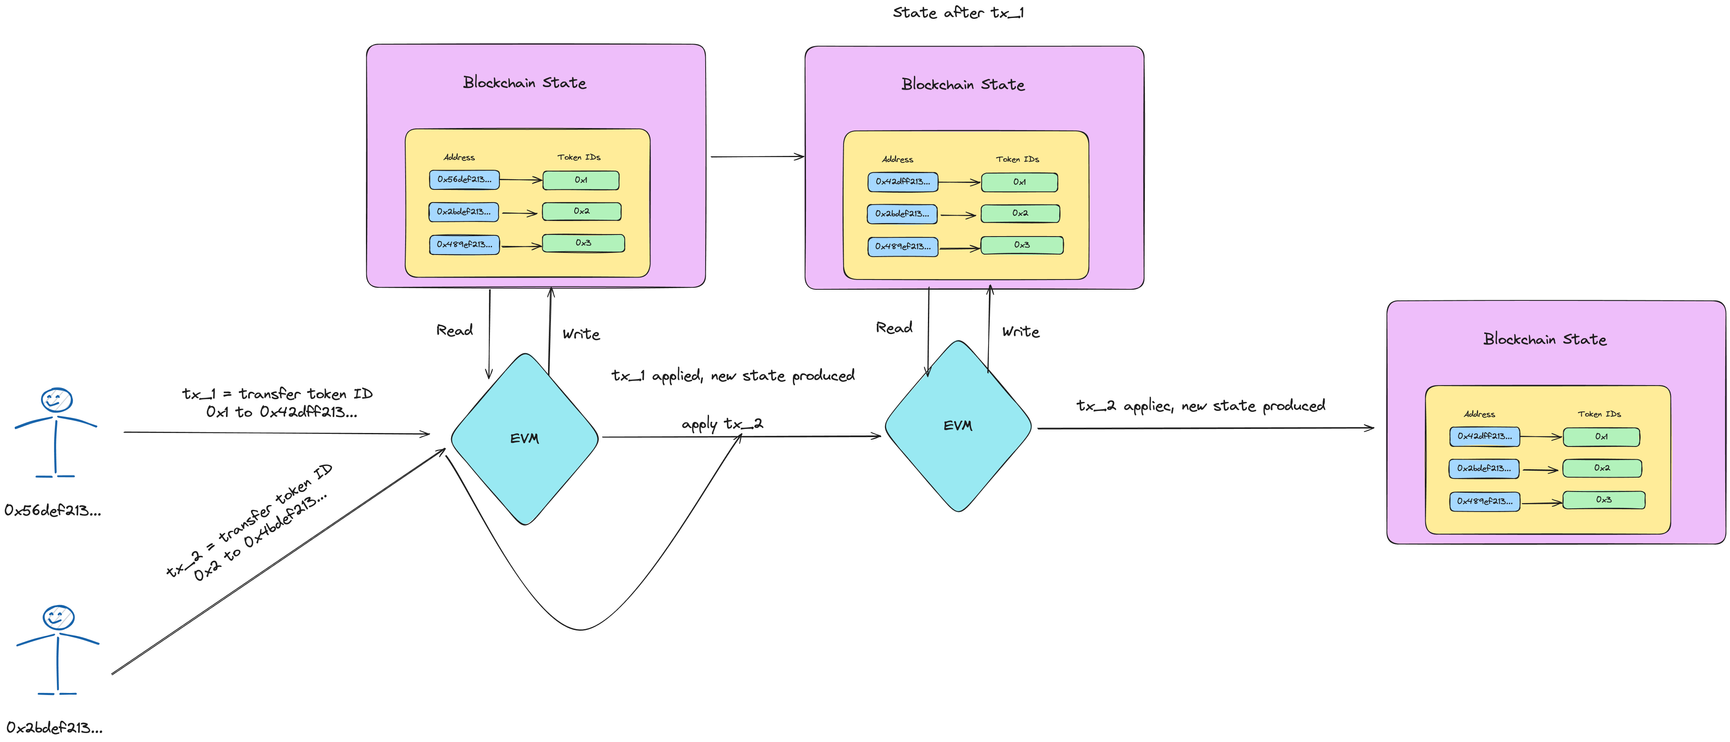 State after tx_1
Blockchain State
Address Token IDs
0x56def213... 0x1
0x2bdef213... 0x2
0x489ef213... 0x3
Blockchain State
Address Token IDs
0x42dff213... 0x1
0x2bdef213... 0x2
0x489ef213... 0x3
Read
Write
Read
Write
Blockchain State
Address Token IDs
0x42dff213... 0x1
0x2bdef213... 0x2
0x489ef213... 0x3
tx_1 = transfer token ID
0x1 to 0x42dff213...
0x56def213...
tx_2 = transfer token ID
0x2 to 0x4bdef213...
0x2bdef213...
EVM
tx_1 applied, new state produced
apply tx_2
EVM
tx_2 appliec, new state produced